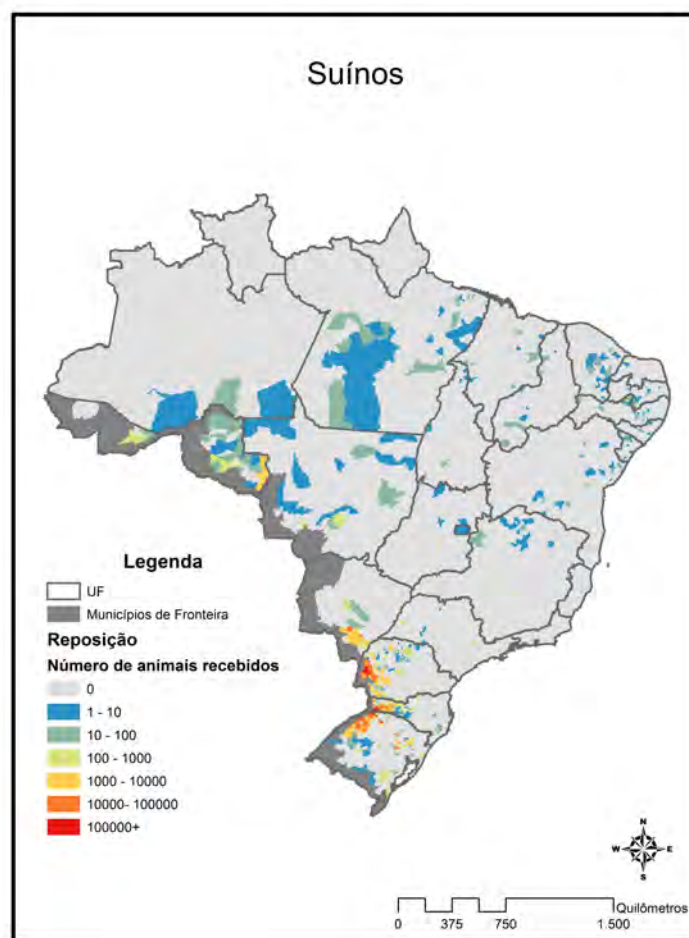 Suínos
Legenda
UF
Municípios de Fronteira
Reposição
Número de animais recebidos
0
1 - 10
10 - 100
100 - 1000
1000 - 10000
10000- 100000
100000+
N
W E
S
Quilômetros
0 375 750 1.500